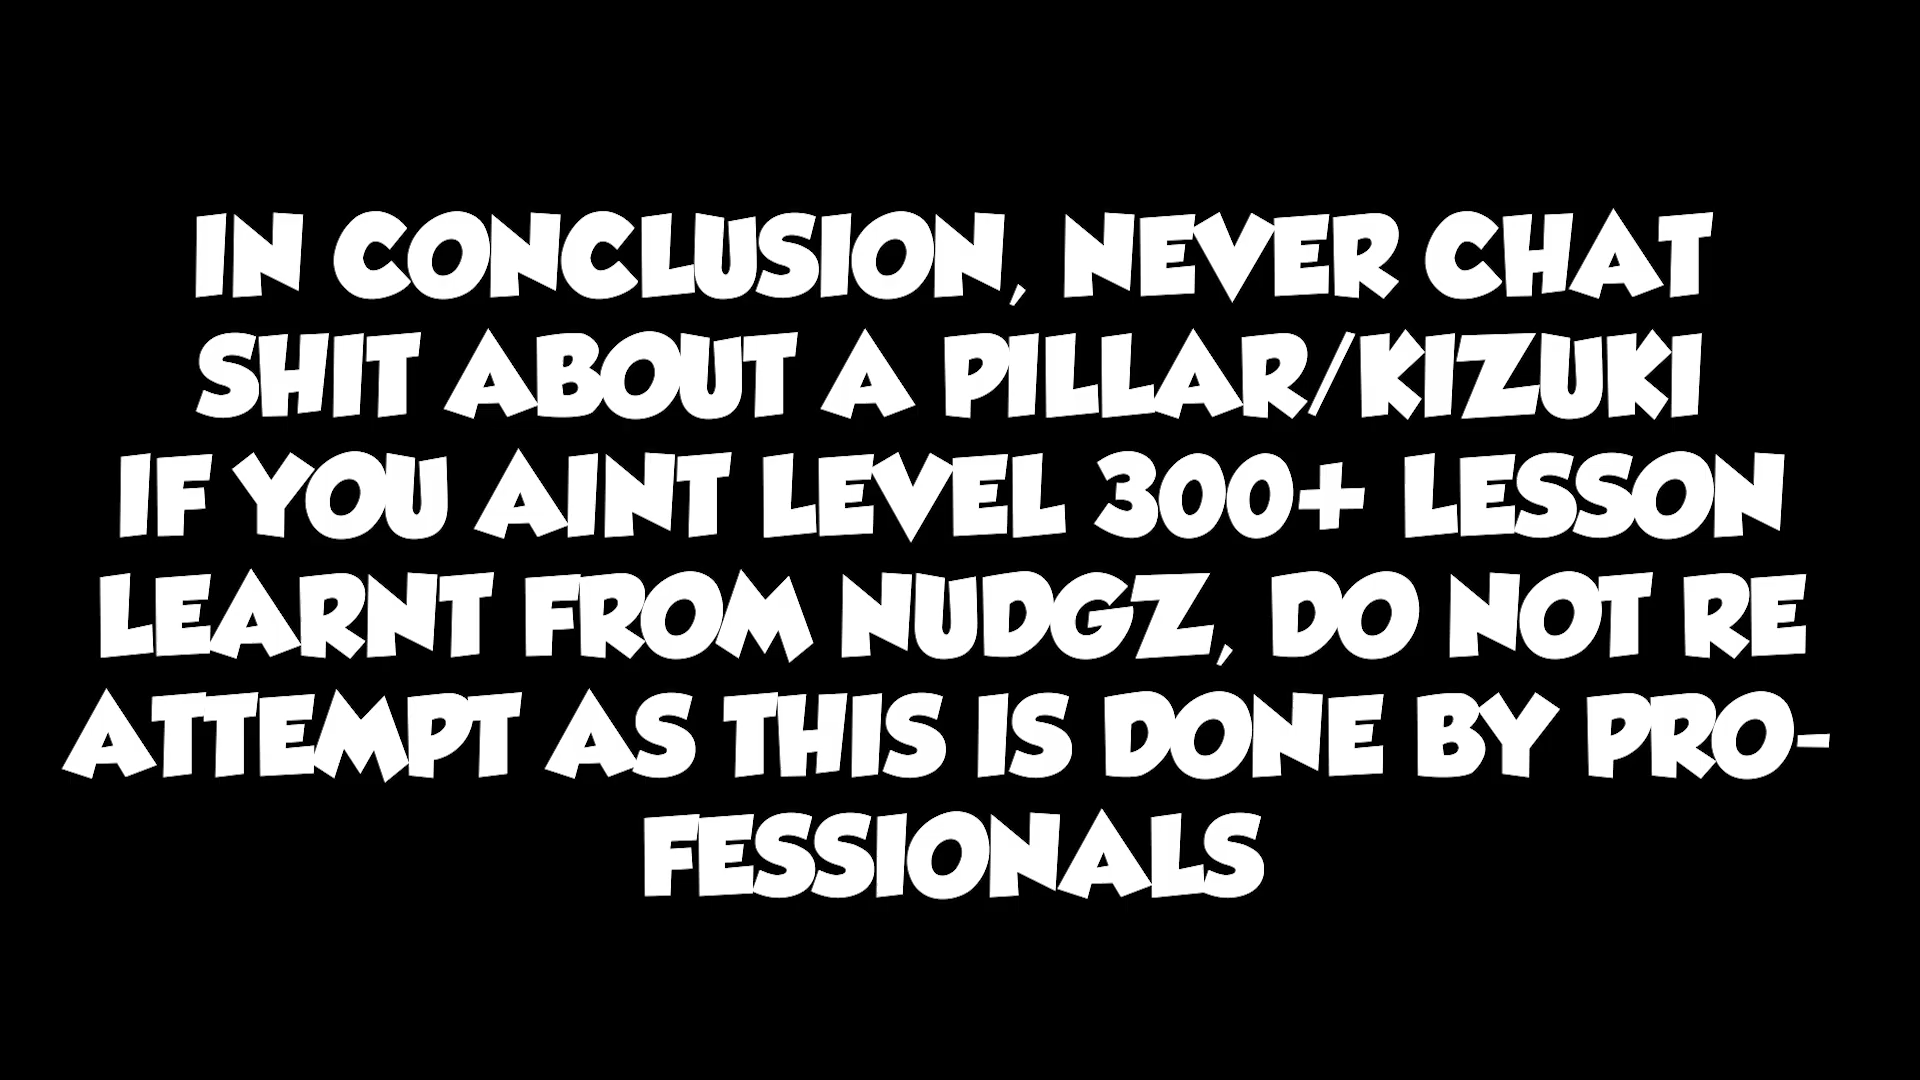 IN CONCLUSION, NEVER CHAT
SHIT ABOUT A PILLAR/KIZUKI
IF YOU AINT LEVEL 300+ LESSON
LEARNT FROM NUDGZ, DO NOT RE
ATTEMPT AS THIS IS DONE BY PRO-
FESSIONALS